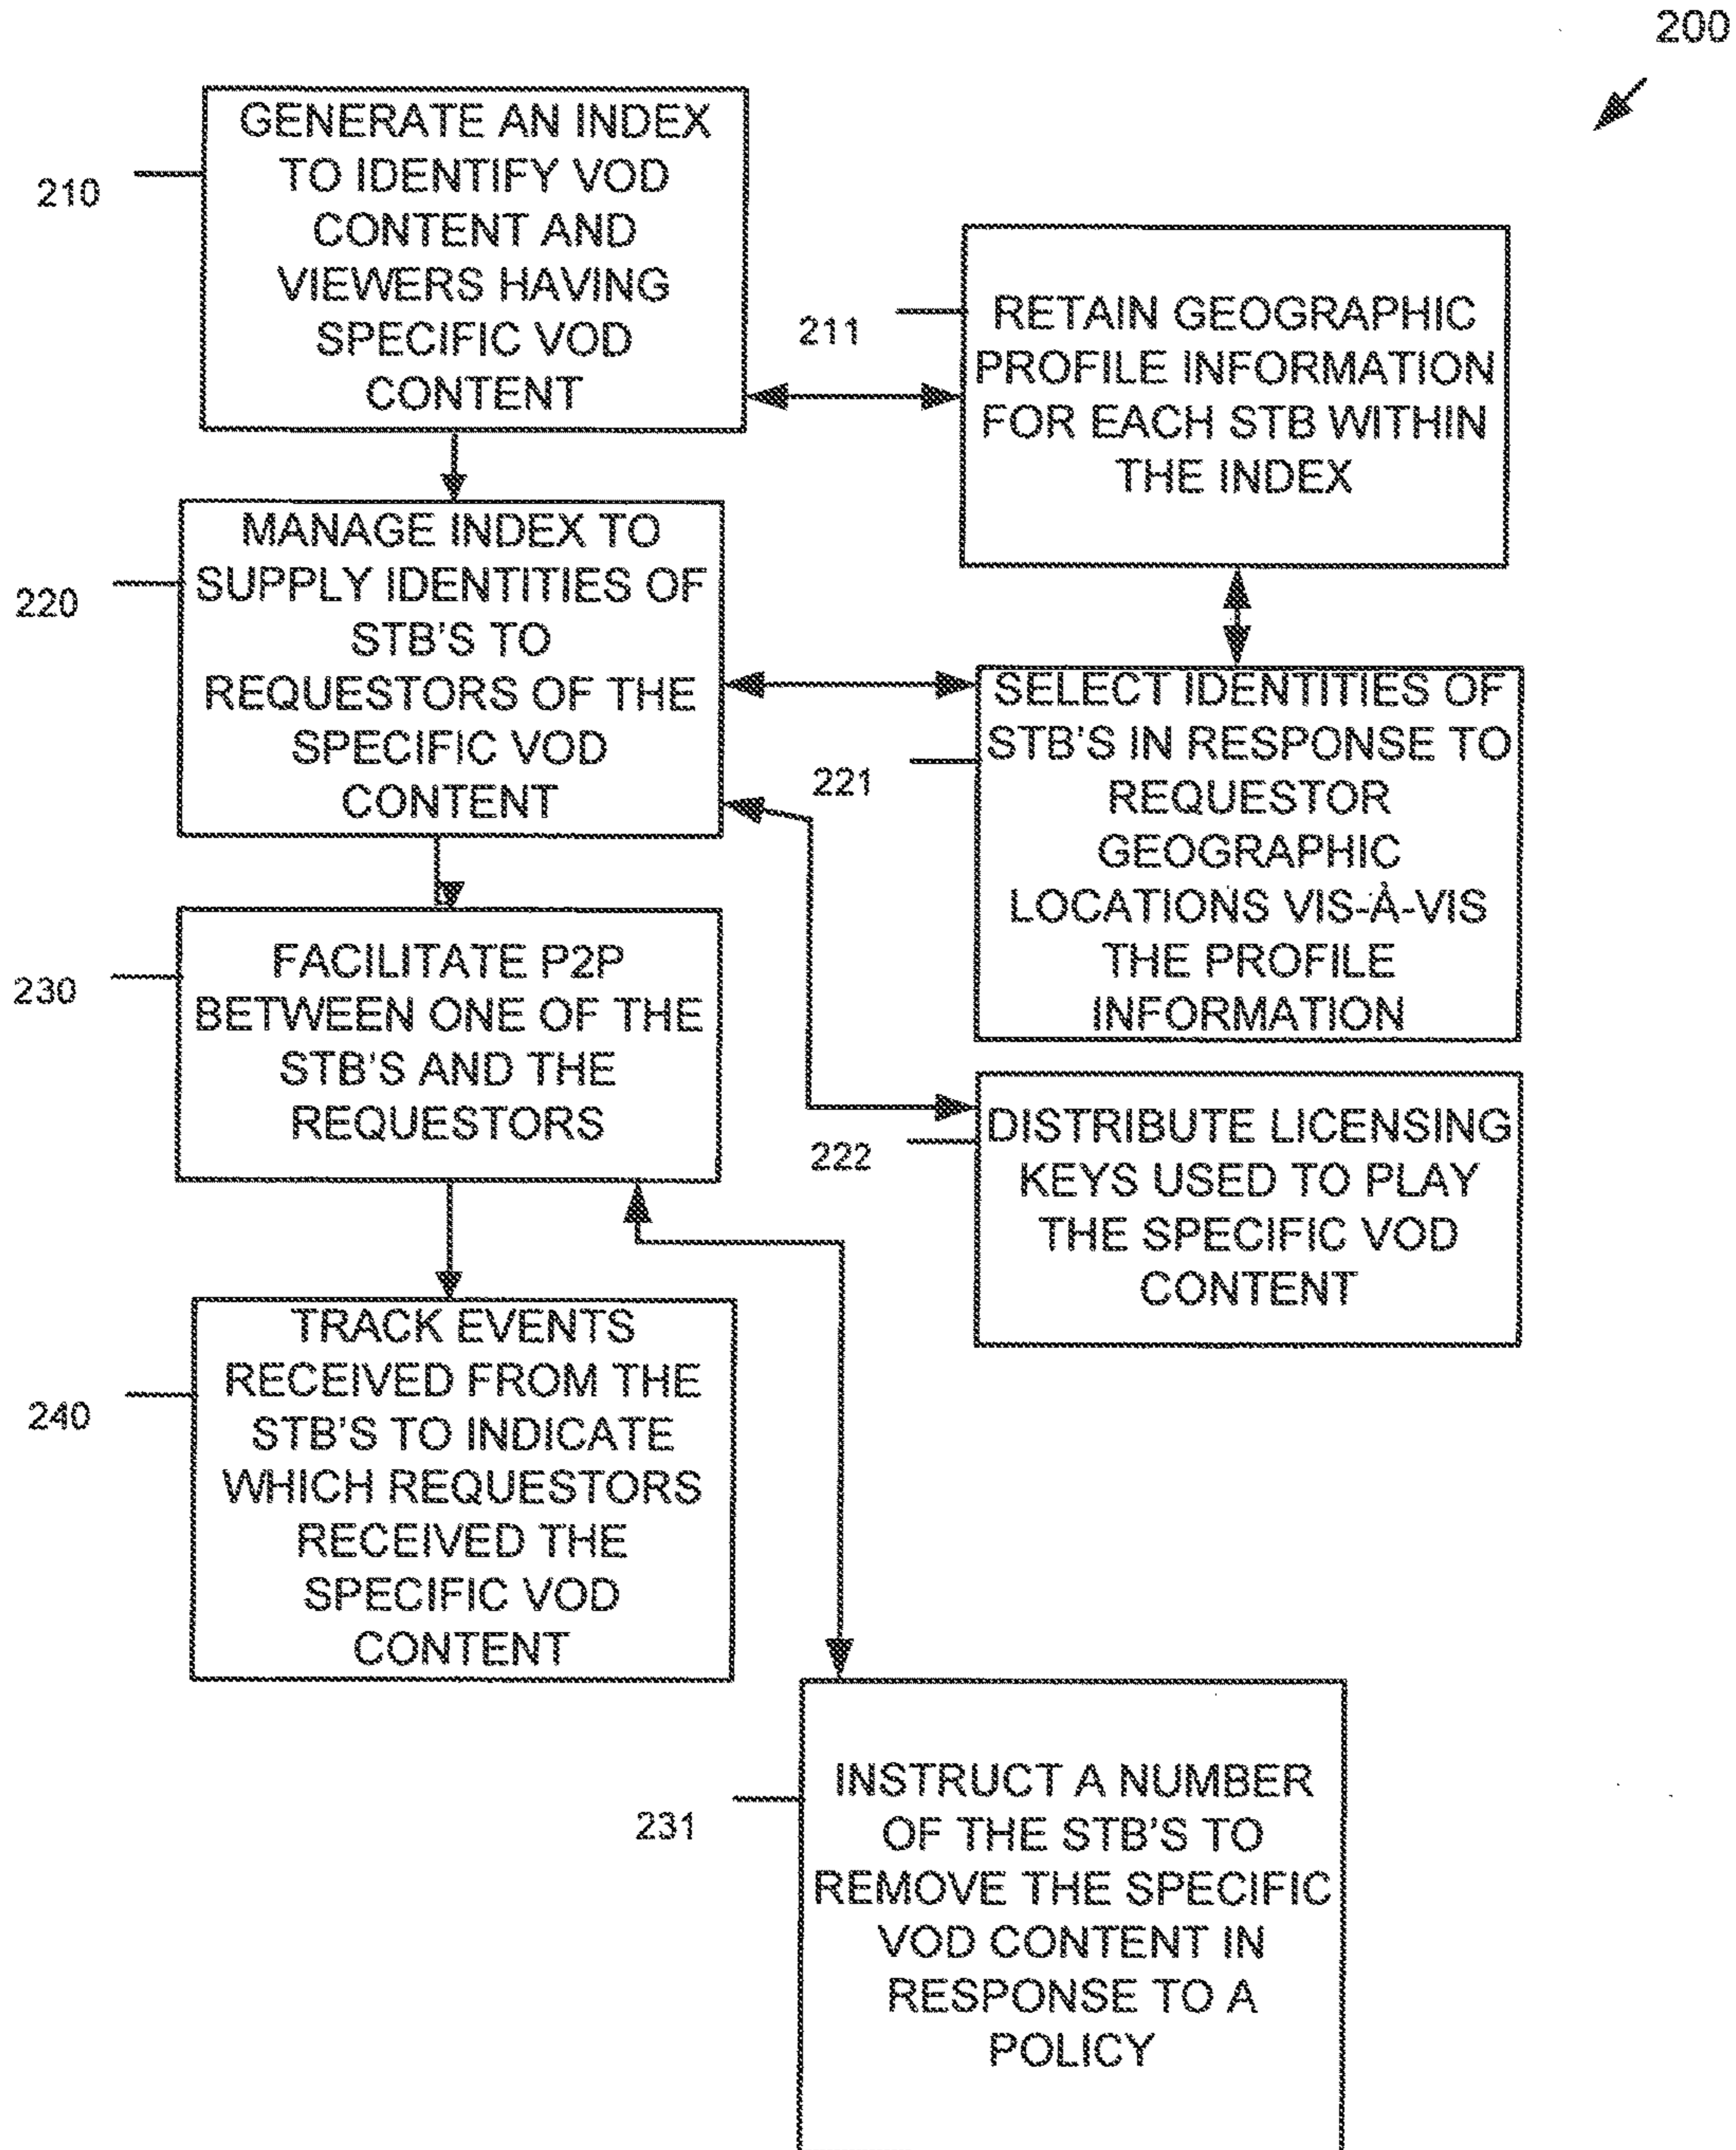 200
210
GENERATE AN INDEX
TO IDENTIFY VOD
CONTENT AND
VIEWERS HAVING
SPECIFIC VOD
CONTENT
211
RETAIN GEOGRAPHIC
PROFILE INFORMATION
FOR EACH STB WITHIN
THE INDEX
220
MANAGE INDEX TO
SUPPLY IDENTITIES OF
STB'S TO
REQUESTORS OF THE
SPECIFIC VOD
CONTENT
221
SELECT IDENTITIES OF
STB'S IN RESPONSE TO
REQUESTOR
GEOGRAPHIC
LOCATIONS VIS-À-VIS
THE PROFILE
INFORMATION
230
FACILITATE P2P
BETWEEN ONE OF THE
STB'S AND THE
REQUESTORS
222
DISTRIBUTE LICENSING
KEYS USED TO PLAY
THE SPECIFIC VOD
CONTENT
240
TRACK EVENTS
RECEIVED FROM THE
STB'S TO INDICATE
WHICH REQUESTORS
RECEIVED THE
SPECIFIC VOD
CONTENT
231
INSTRUCT A NUMBER
OF THE STB'S TO
REMOVE THE SPECIFIC
VOD CONTENT IN
RESPONSE TO A
POLICY